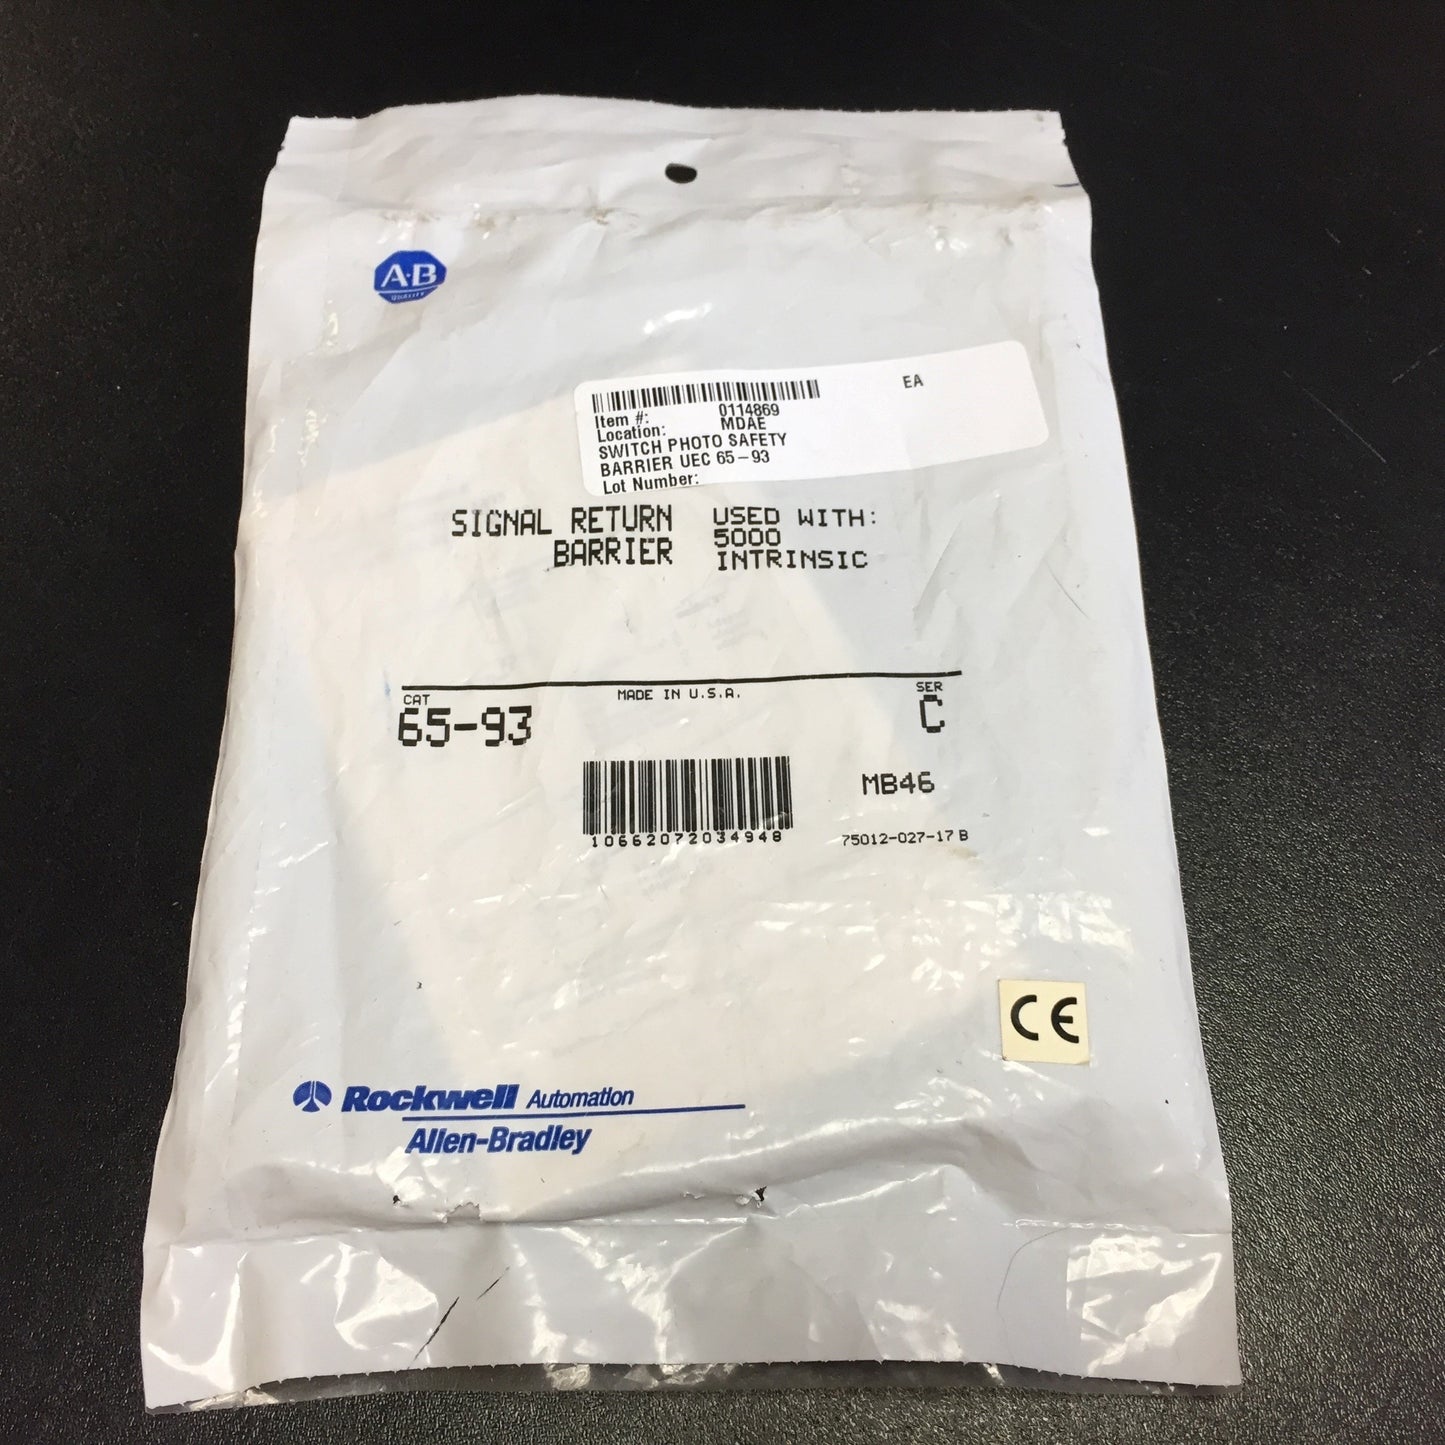 A·B
QUALITY
EA
Item #: 0114869
Location: MDAE
SWITCH PHOTO SAFETY
BARRIER UEC 65-93
Lot Number:
SIGNAL RETURN
BARRIER
USED WITH:
5000
INTRINSIC
CAT
65-93
MADE IN U.S.A.
SER
C
MB46
10662072034948
75012-027-17 B
CE
Rockwell Automation
Allen-Bradley